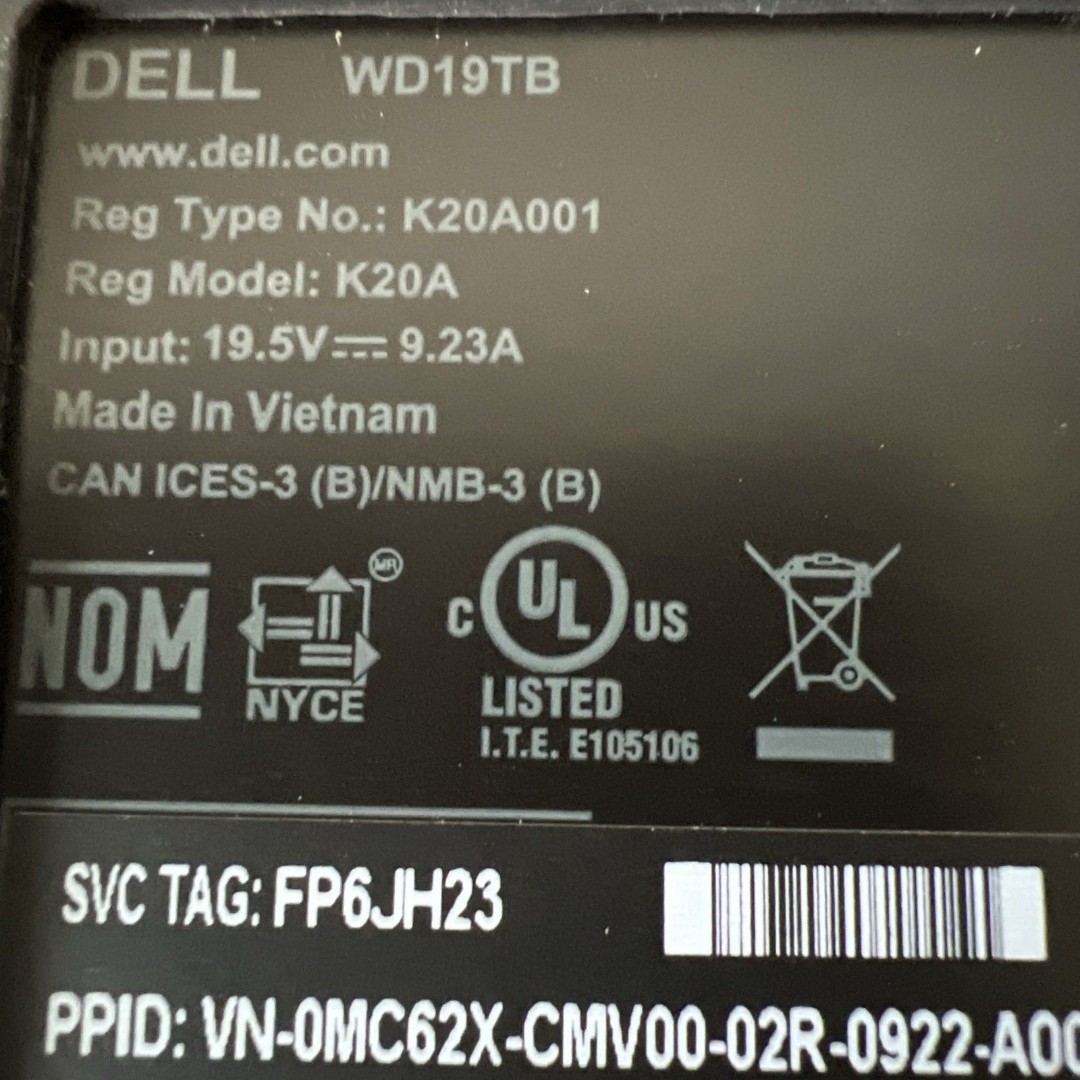 DELL WD19TB
www.dell.com
Reg Type No.: K20A001
Reg Model: K20A
Input: 19.5V⎓9.23A
Made In Vietnam
CAN ICES-3 (B)/NMB-3 (B)
NOM
NYCE
MR
C UL US
LISTED
I.T.E. E105106
SVC TAG: FP6JH23
PPID: VN-0MC62X-CMV00-02R-0922-A00